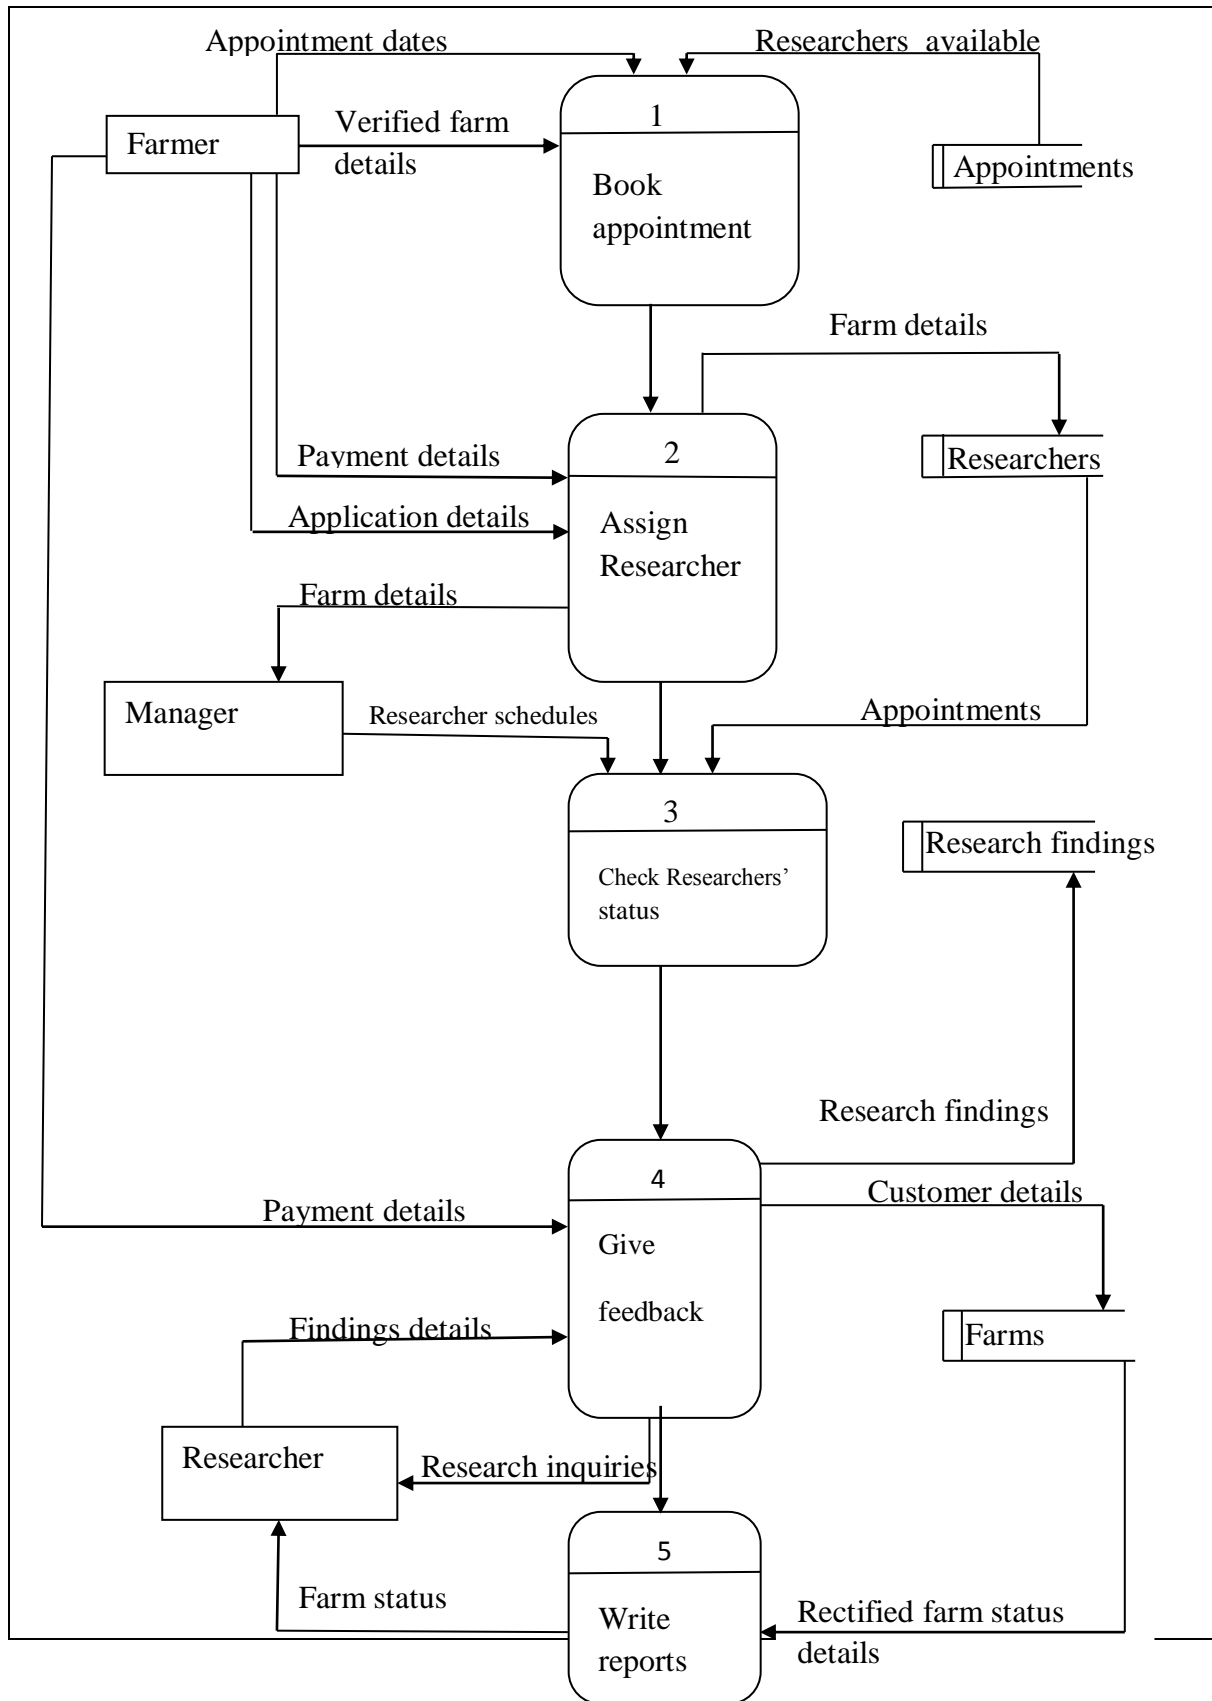 Appointment dates
Researchers available
1
Farmer
Verified farm
details
Appointments
Book
appointment
Farm details
2
Payment details
Researchers
Application details
Assign
Researcher
Farm details
Manager
Researcher schedules
Appointments
3
Research findings
Check Researchers’
status
Research findings
4
Customer details
Payment details
Give
feedback
Findings details
Farms
Researcher
Research inquiries
5
Farm status
Write
reports
Rectified farm status
details